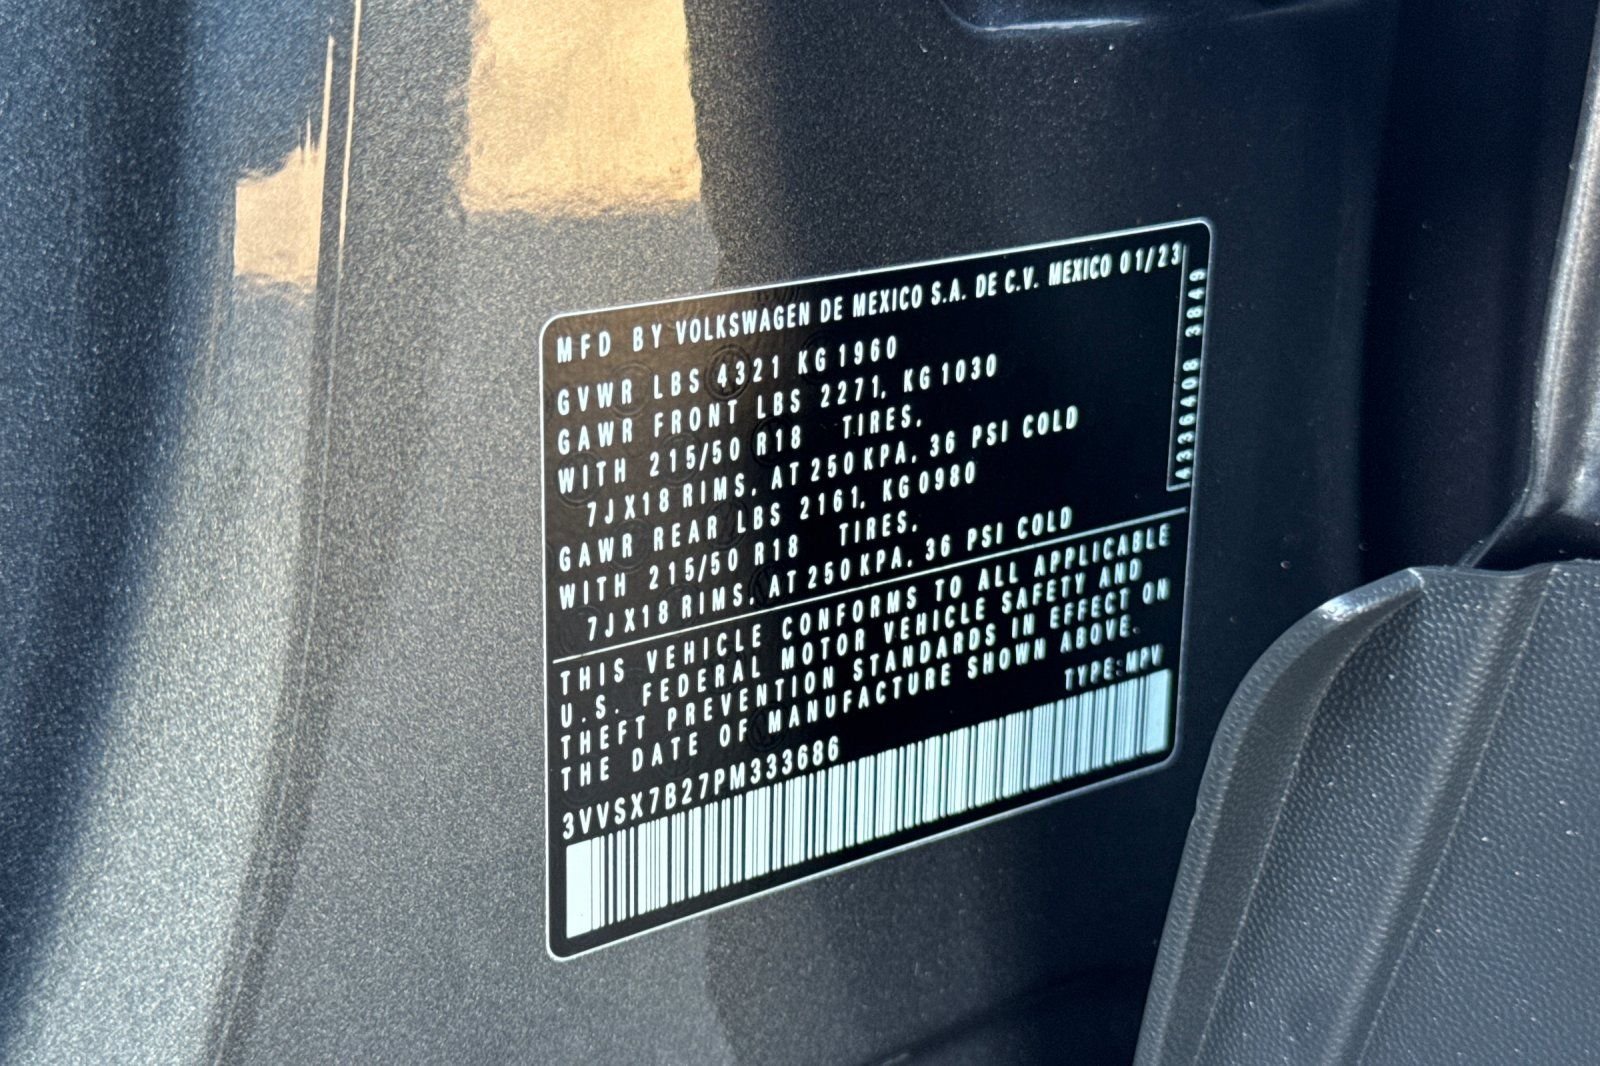 MFD BY VOLKSWAGEN DE MEXICO S.A. DE C.V. MEXICO 01/23
GVWR LBS 4321 KG 1960
GAWR FRONT LBS 2271, KG 1030
WITH 215/50 R18 TIRES,
7JX18 RIMS, AT 250 KPA, 36 PSI COLD
GAWR REAR LBS 2161, KG 0980
WITH 215/50 R18 TIRES,
7JX18 RIMS, AT 250 KPA, 36 PSI COLD
4336408 3849
THIS VEHICLE CONFORMS TO ALL APPLICABLE
U.S. FEDERAL MOTOR VEHICLE SAFETY AND
THEFT PREVENTION STANDARDS IN EFFECT ON
THE DATE OF MANUFACTURE SHOWN ABOVE.
TYPE:MPV
3VVSX7B27PM333686